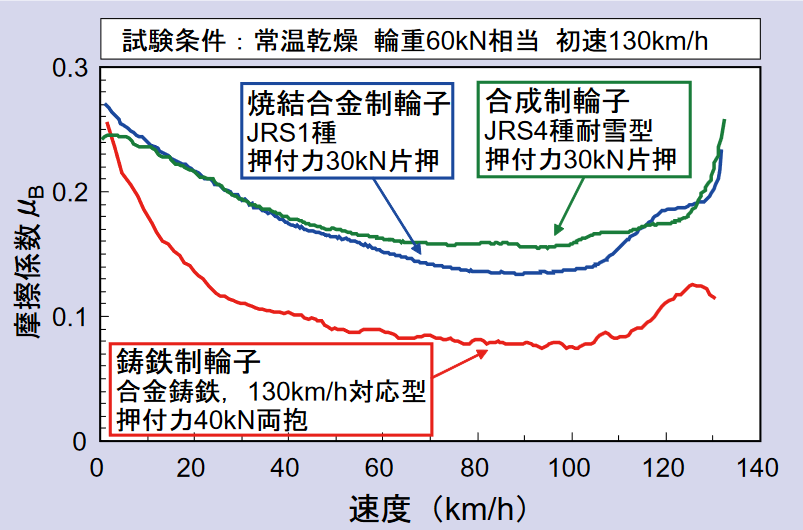 試験条件：常温乾燥 輪重60kN相当 初速130km/h
0.3
0.2
0.1
0
摩擦係数 μB
焼結合金制輪子
JRS1種
押付力30kN片押
合成制輪子
JRS4種耐雪型
押付力30kN片押
鋳鉄制輪子
合金鋳鉄，130km/h対応型
押付力40kN両抱
0 20 40 60 80 100 120 140
速度（km/h）